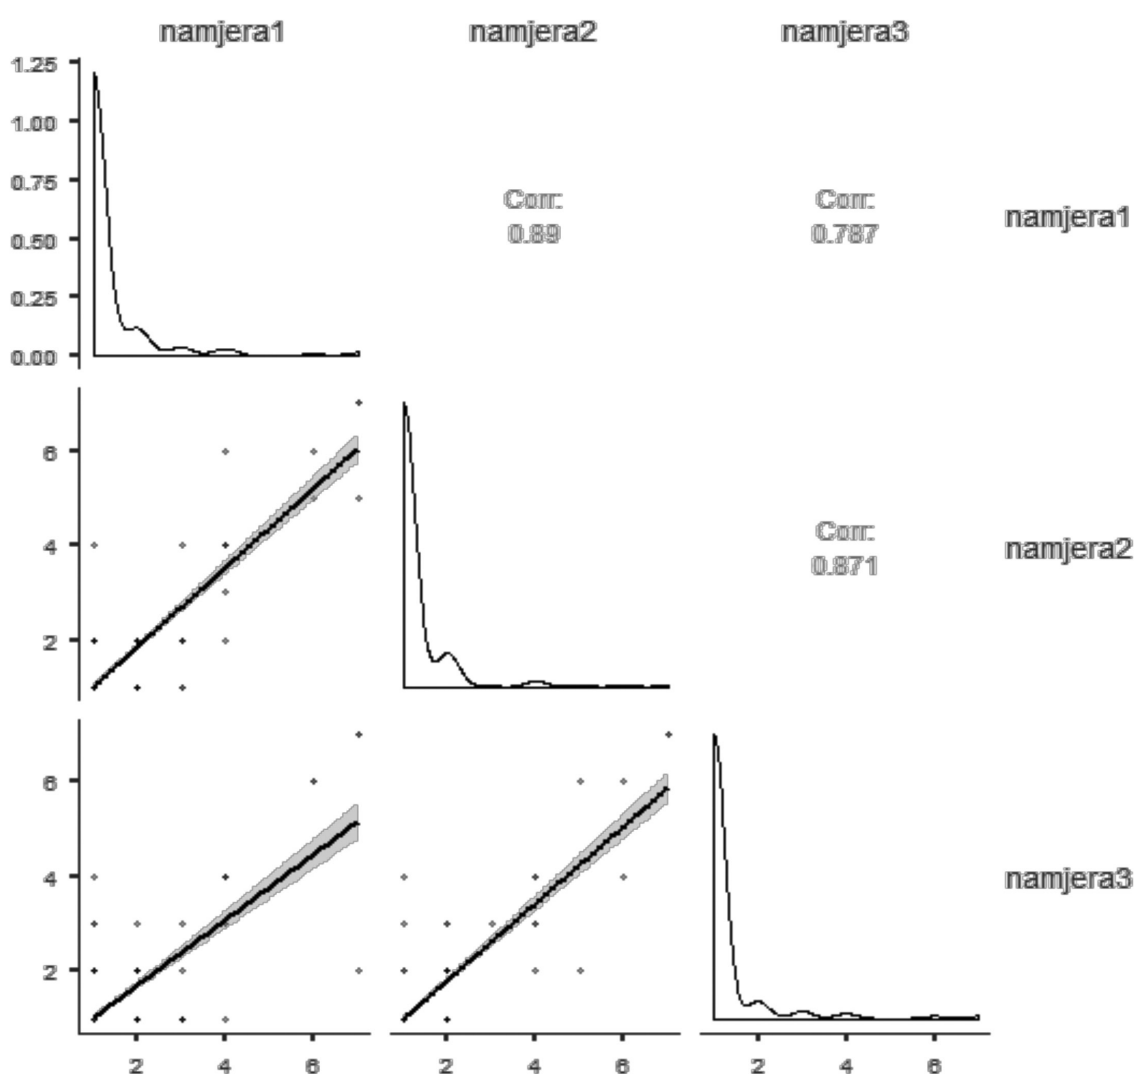 namjera1 namjera2 namjera3
1.25
1.00
0.75
0.50
0.25
0.00
Corr:
0.89
Corr:
0.787
namjera1
6
4
2
Corr:
0.871
namjera2
6
4
2
namjera3
2 4 6 2 4 6 2 4 6